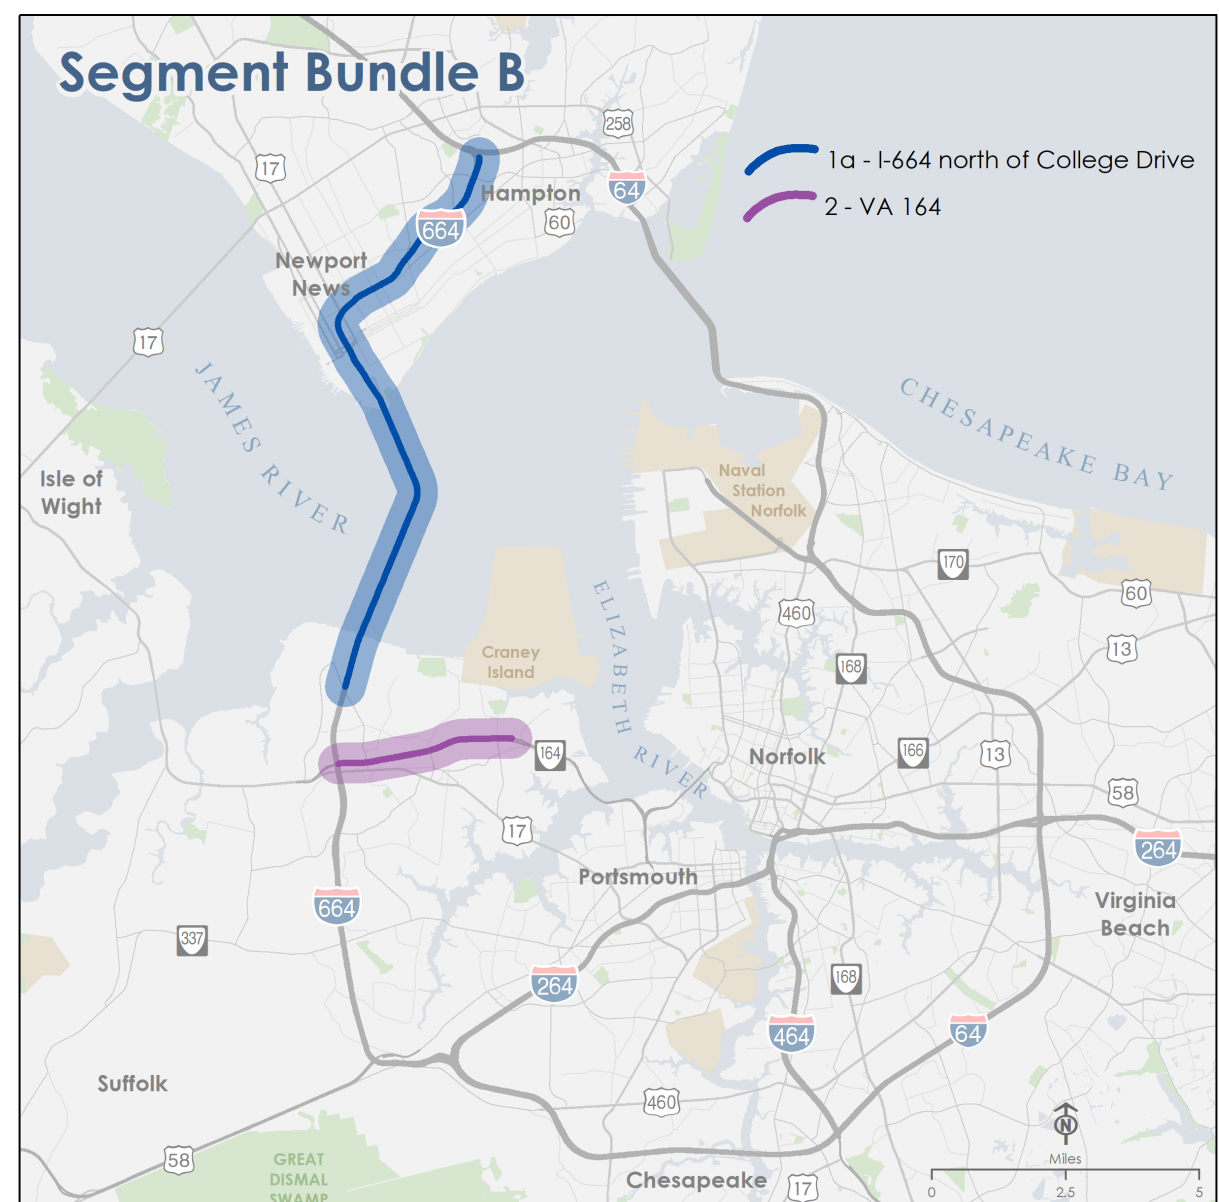 Segment Bundle B
258
17
1a - I-664 north of College Drive
64
Hampton
2 - VA 164
60
664
Newport
News
17
JAMES RIVER
CHESAPEAKE BAY
Isle of
Wight
Naval
Station
Norfolk
170
60
460
ELIZABETH RIVER
13
Craney
Island
168
164
Norfolk
166
13
58
17
264
Portsmouth
664
Virginia
Beach
337
264
168
464
64
Suffolk
460
N
Miles
58
GREAT
DISMAL
SWAMP
Chesapeake
17
0
2.5
5